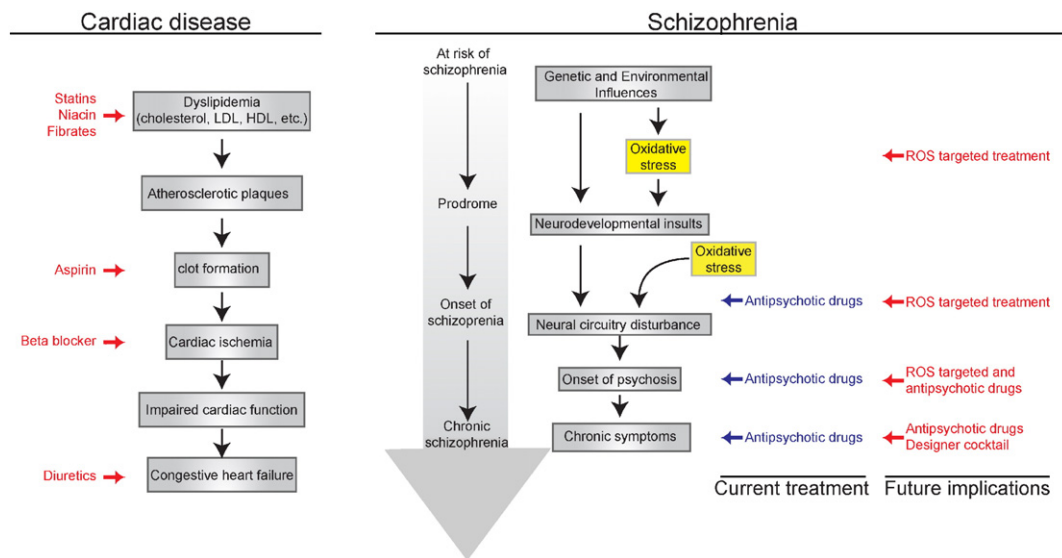 Cardiac disease
Statins
Niacin
Fibrates
Dyslipidemia
(cholesterol, LDL, HDL, etc.)
Atherosclerotic plaques
Aspirin
clot formation
Beta blocker
Cardiac ischemia
Impaired cardiac function
Diuretics
Congestive heart failure
Schizophrenia
At risk of
schizophrenia
Prodrome
Onset of
schizoprenia
Chronic
schizophrenia
Genetic and Environmental
Influences
Oxidative
stress
Neurodevelopmental insults
Oxidative
stress
Neural circuitry disturbance
Onset of psychosis
Chronic symptoms
Antipsychotic drugs
Antipsychotic drugs
Antipsychotic drugs
Current treatment
ROS targeted treatment
ROS targeted treatment
ROS targeted and
antipsychotic drugs
Antipsychotic drugs
Designer cocktail
Future implications